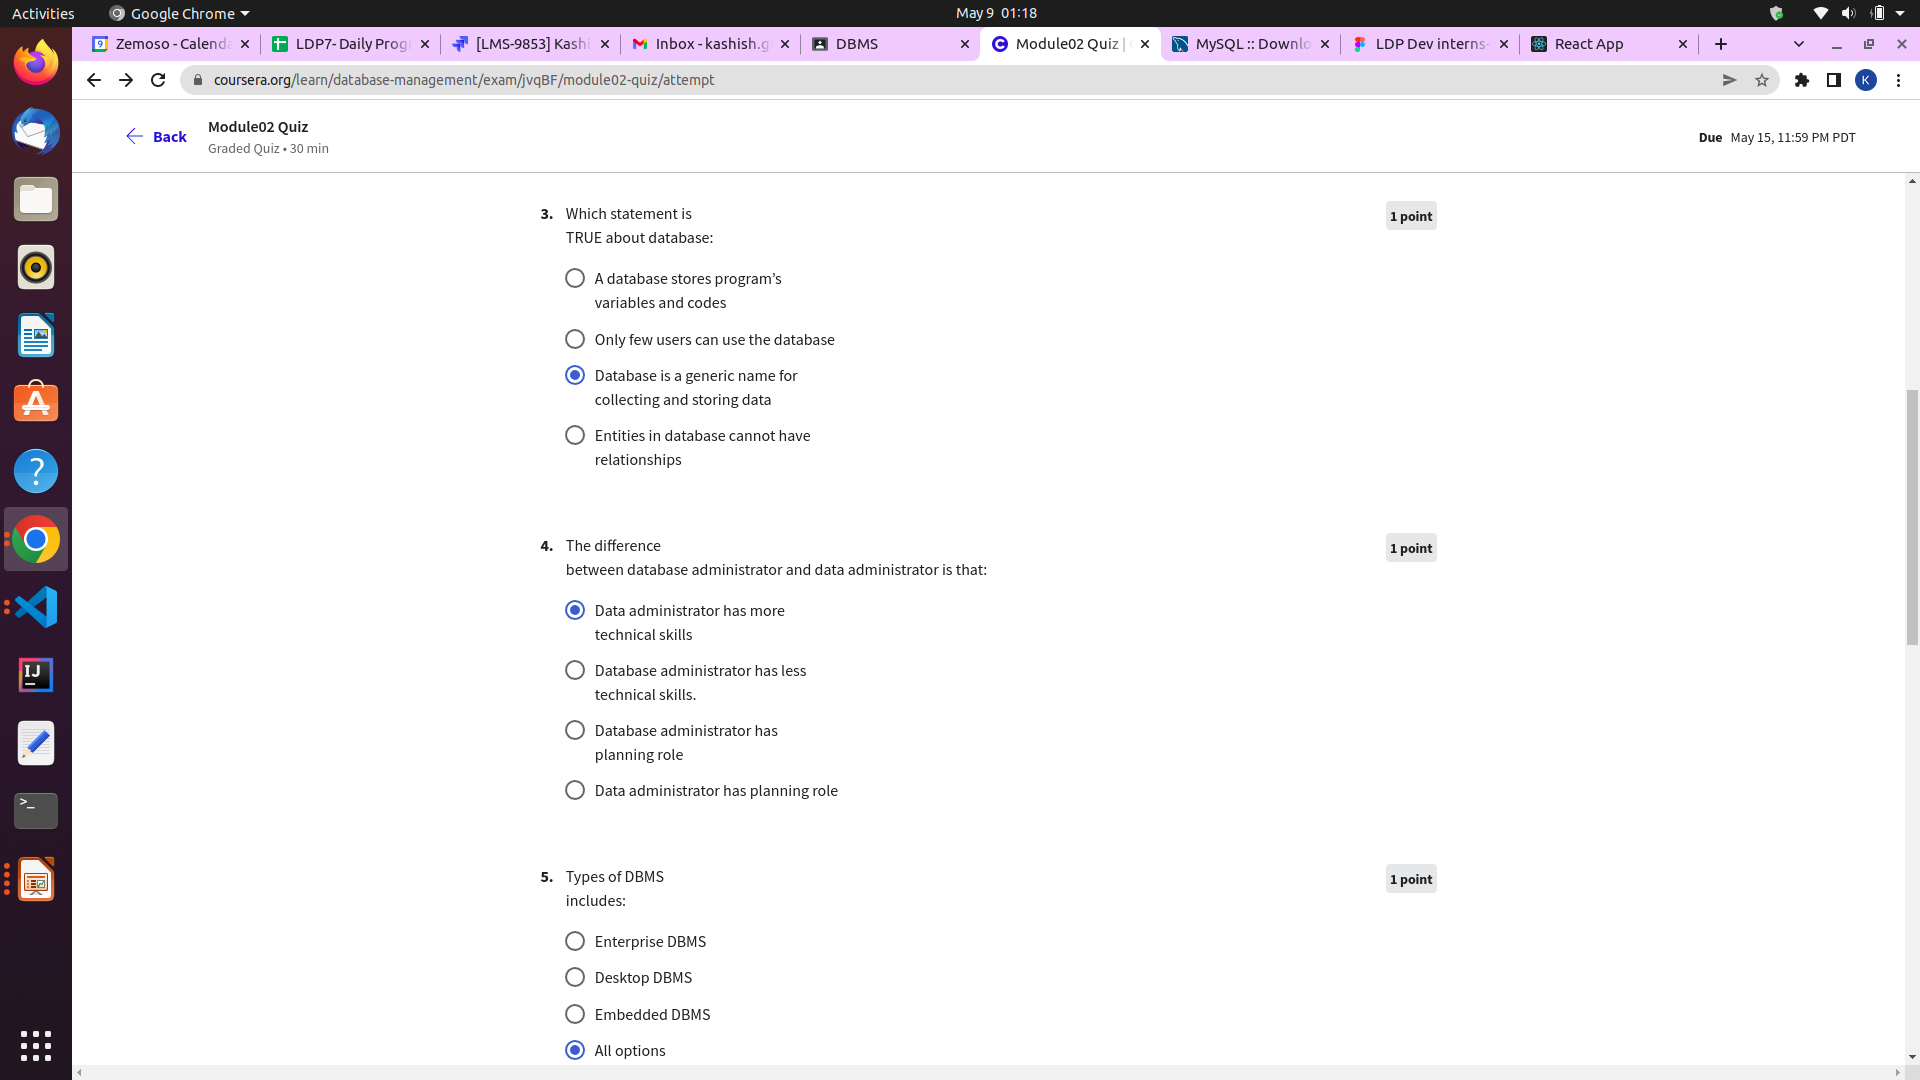 Activities
Google Chrome
May 9 01:18
Zemoso - Calenda
LDP7- Daily Progr
[LMS-9853] Kashi
Inbox - kashish.g
DBMS
Module02 Quiz |
MySQL :: Downlo
LDP Dev interns-
React App
coursera.org/learn/database-management/exam/jvqBF/module02-quiz/attempt
K
Back
Module02 Quiz
Graded Quiz • 30 min
Due May 15, 11:59 PM PDT
3. Which statement is
TRUE about database:
1 point
A database stores program’s
variables and codes
Only few users can use the database
Database is a generic name for
collecting and storing data
Entities in database cannot have
relationships
4. The difference
between database administrator and data administrator is that:
1 point
Data administrator has more
technical skills
Database administrator has less
technical skills.
Database administrator has
planning role
Data administrator has planning role
5. Types of DBMS
includes:
1 point
Enterprise DBMS
Desktop DBMS
Embedded DBMS
All options